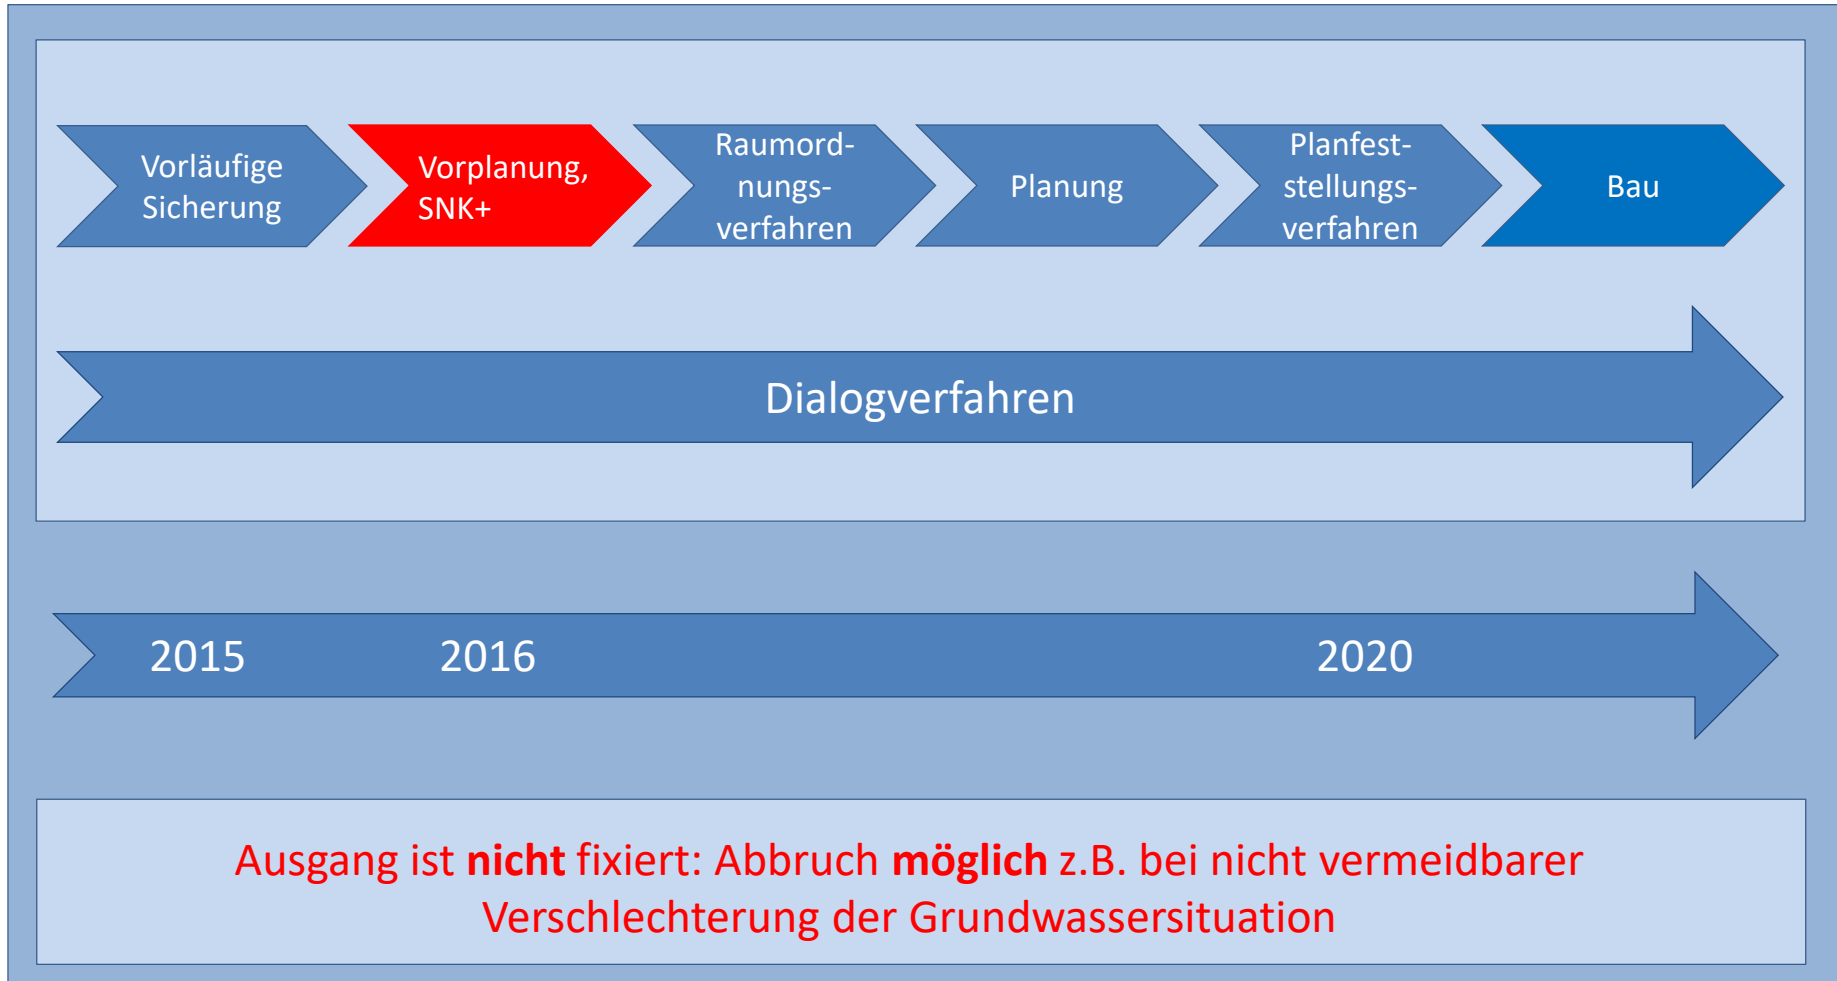 Vorläufige
Sicherung
Vorplanung,
SNK+
Raumord-
nungs-
verfahren
Planung
Planfest-
stellungs-
verfahren
Bau
Dialogverfahren
2015
2016
2020
Ausgang ist nicht fixiert: Abbruch möglich z.B. bei nicht vermeidbarer
Verschlechterung der Grundwassersituation